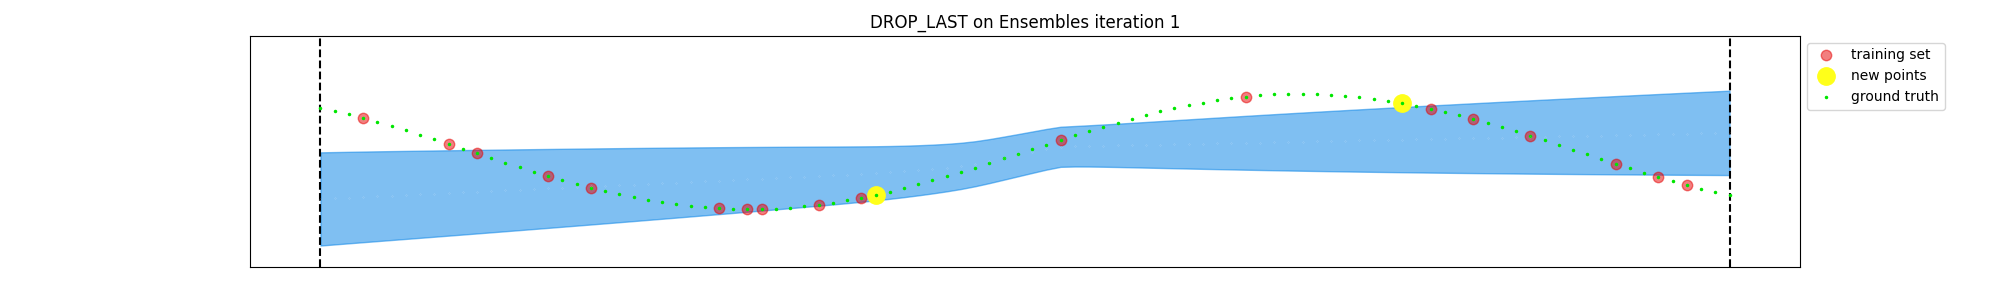 DROP_LAST on Ensembles iteration 1
training set
new points
ground truth